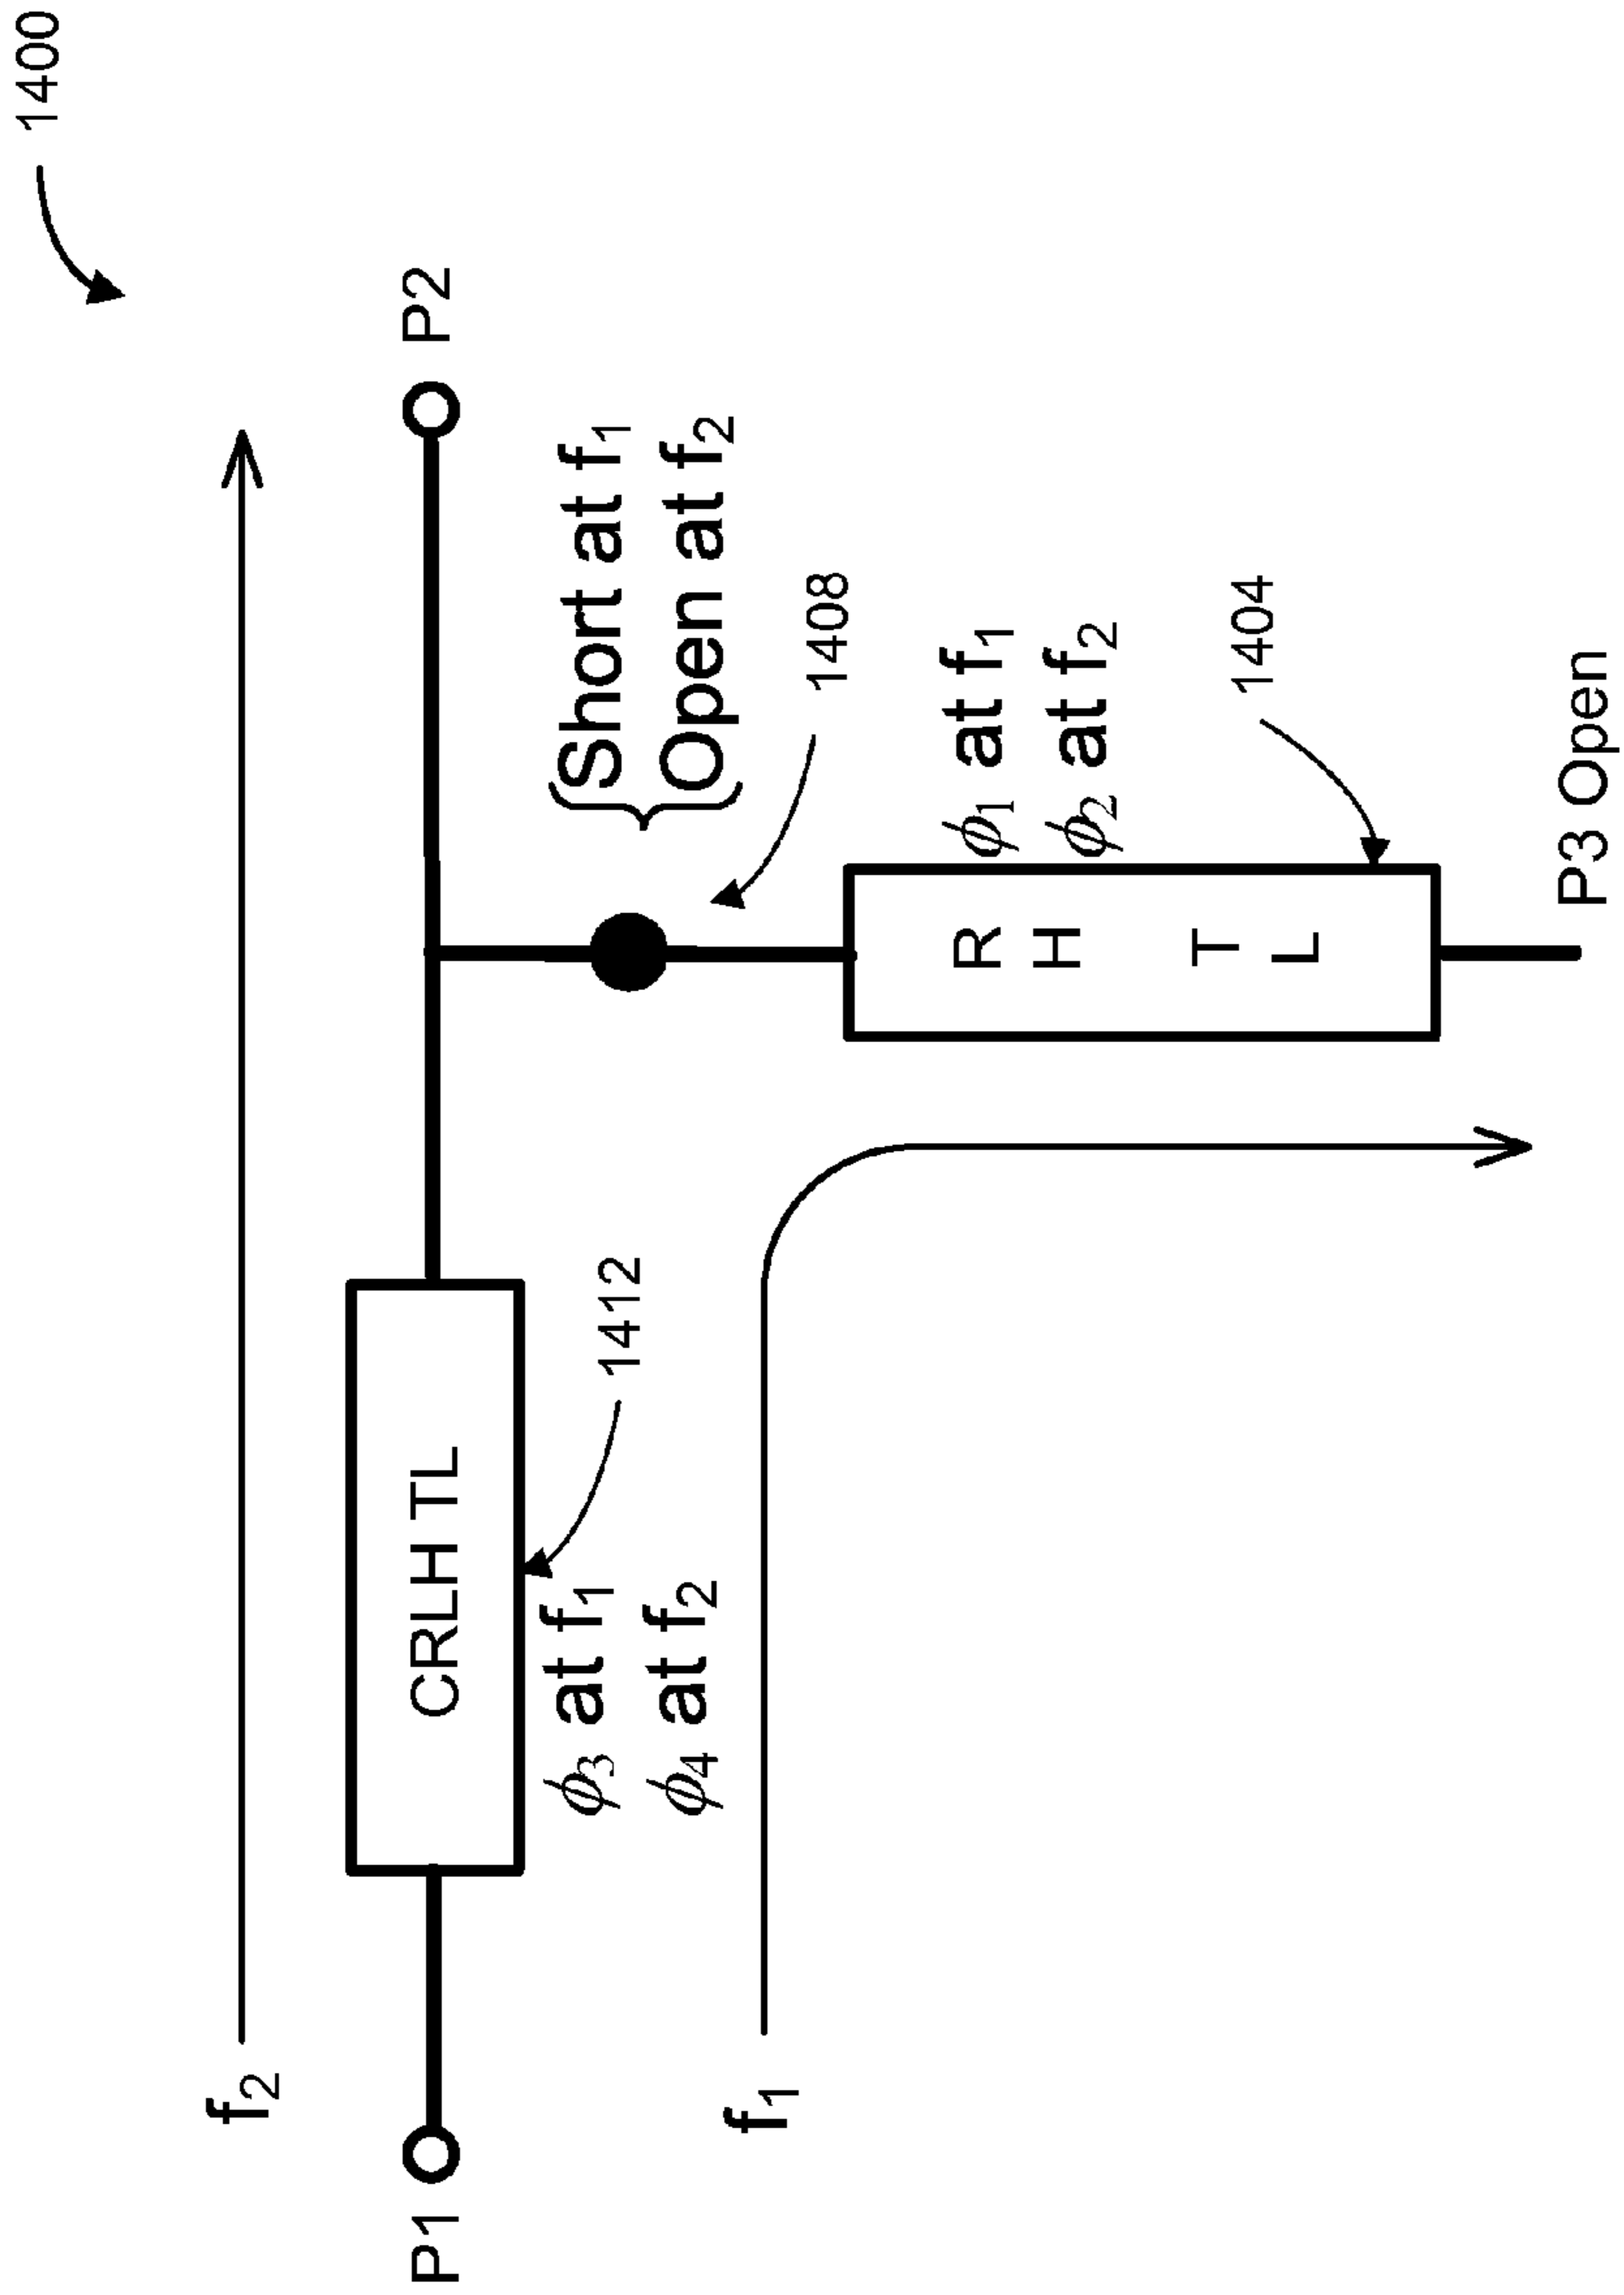 1400
f2
P1
CRLH TL
P2
ϕ3 at f1
ϕ4 at f2
1412
Short at f1
Open at f2
f1
1408
R
H
T
L
ϕ1 at f1
ϕ2 at f2
1404
P3 Open